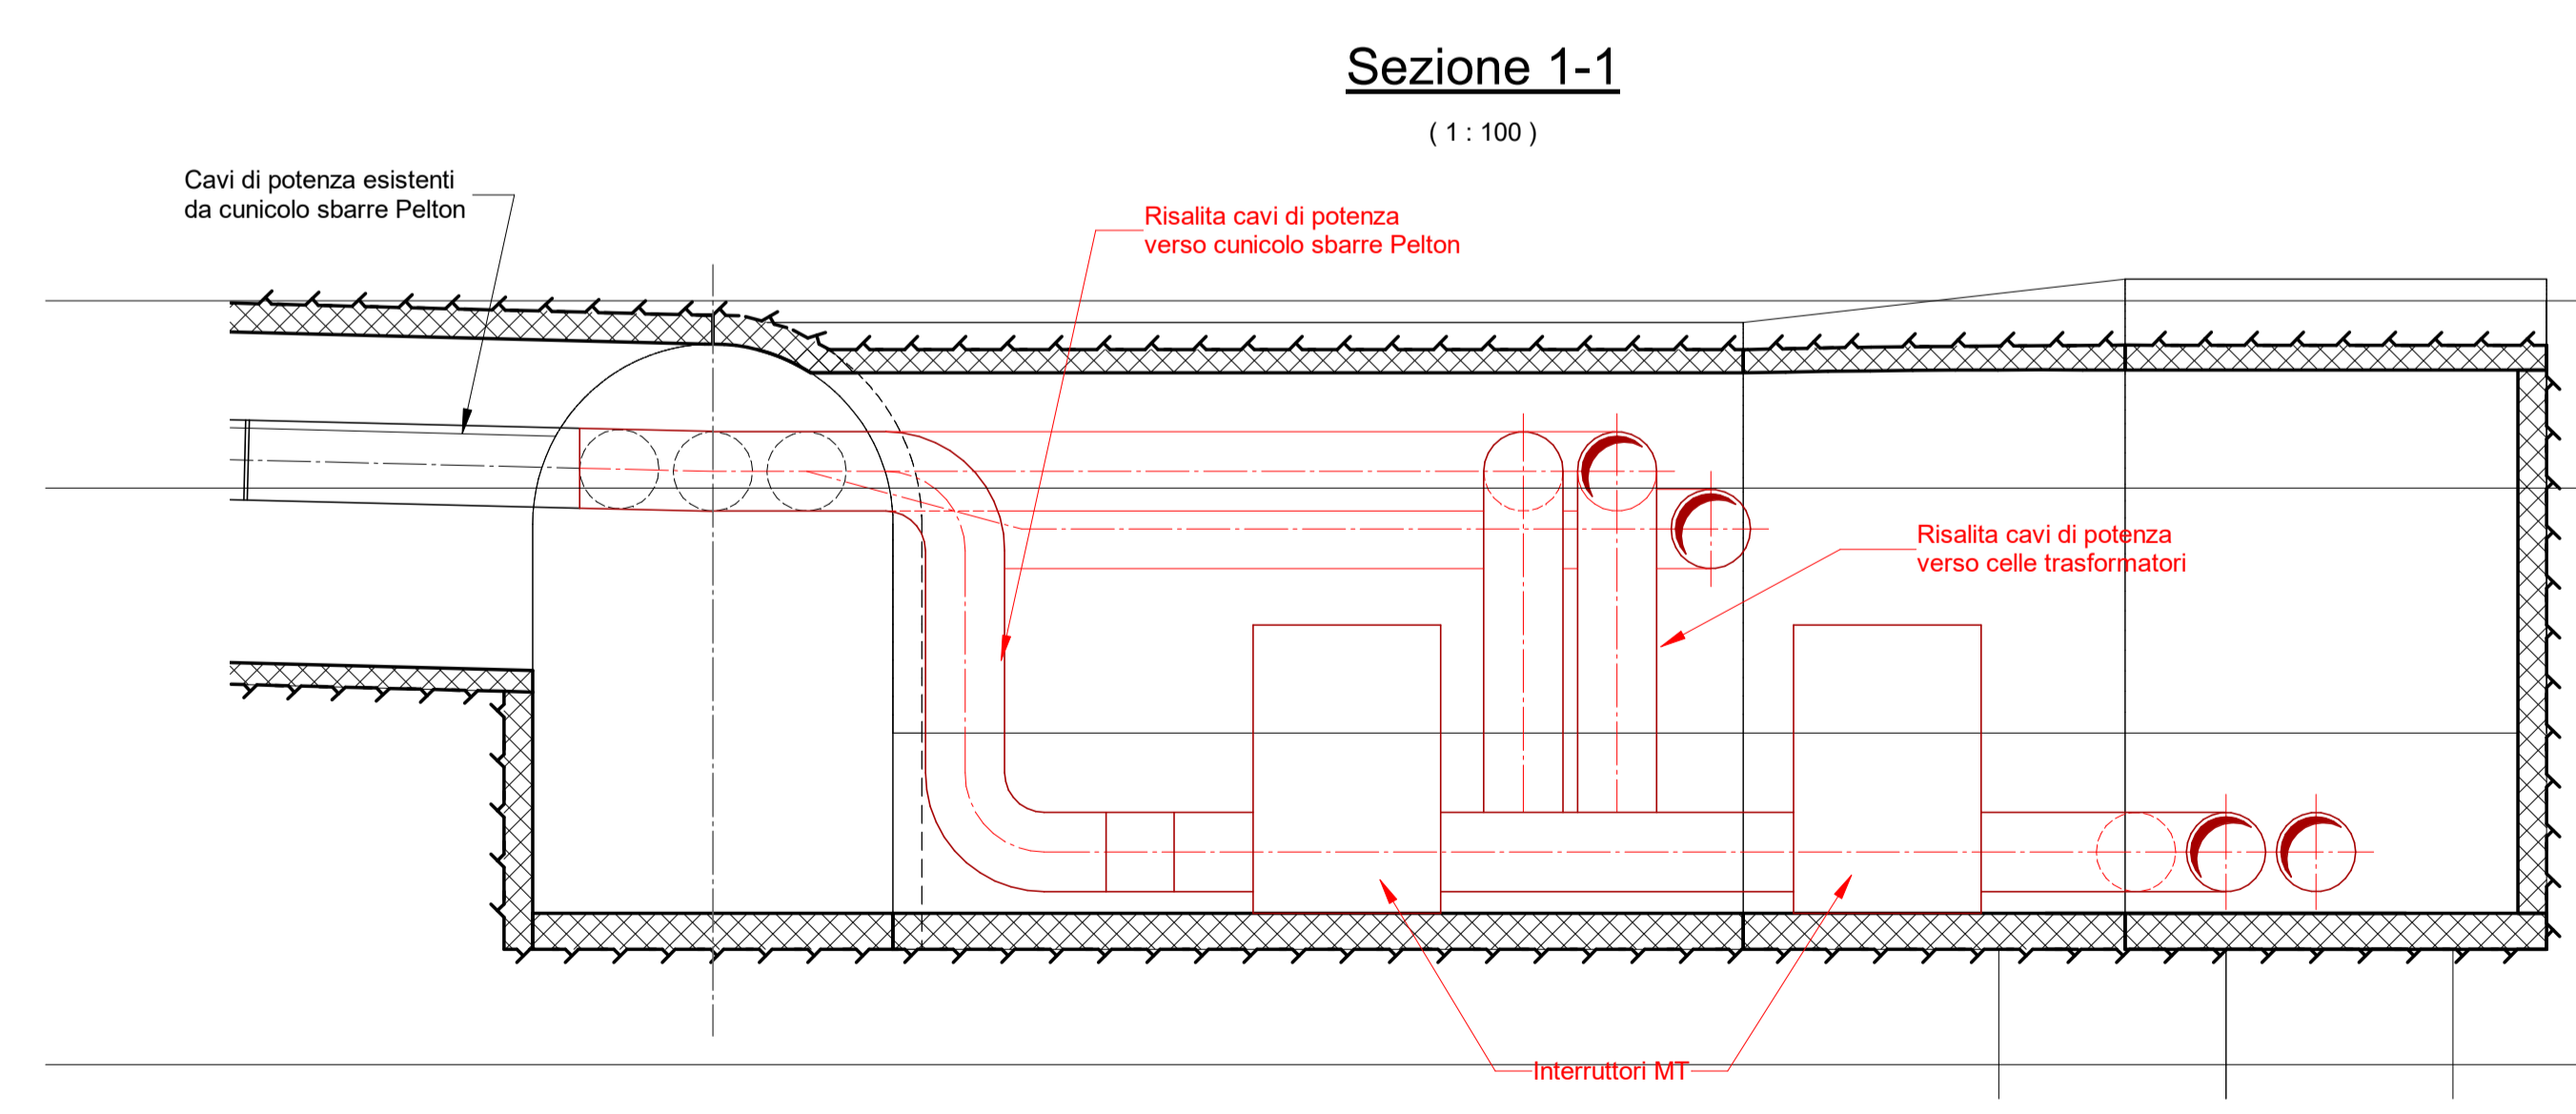 Sezione 1-1
( 1 : 100 )
Cavi di potenza esistenti
da cunicolo sbarre Pelton
Risalita cavi di potenza
verso cunicolo sbarre Pelton
Risalita cavi di potenza
verso celle trasformatori
Interruttori MT